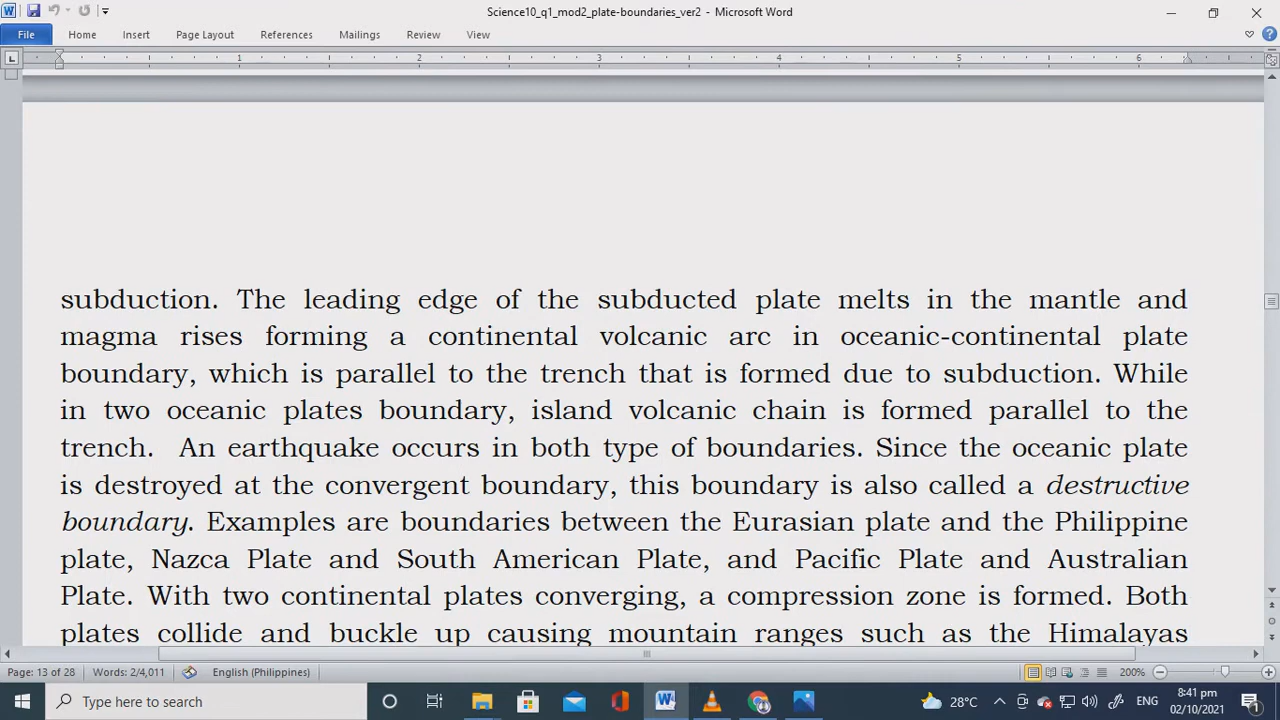 Science10_q1_mod2_plate-boundaries_ver2 - Microsoft Word
File Home Insert Page Layout References Mailings Review View
1 2 3 4 5 6
subduction. The leading edge of the subducted plate melts in the mantle and
magma rises forming a continental volcanic arc in oceanic-continental plate
boundary, which is parallel to the trench that is formed due to subduction. While
in two oceanic plates boundary, island volcanic chain is formed parallel to the
trench. An earthquake occurs in both type of boundaries. Since the oceanic plate
is destroyed at the convergent boundary, this boundary is also called a destructive
boundary. Examples are boundaries between the Eurasian plate and the Philippine
plate, Nazca Plate and South American Plate, and Pacific Plate and Australian
Plate. With two continental plates converging, a compression zone is formed. Both
plates collide and buckle up causing mountain ranges such as the Himalayas
Page: 13 of 28 Words: 2/4,011 English (Philippines) 200%
Type here to search 28°C ENG 8:41 pm
02/10/2021